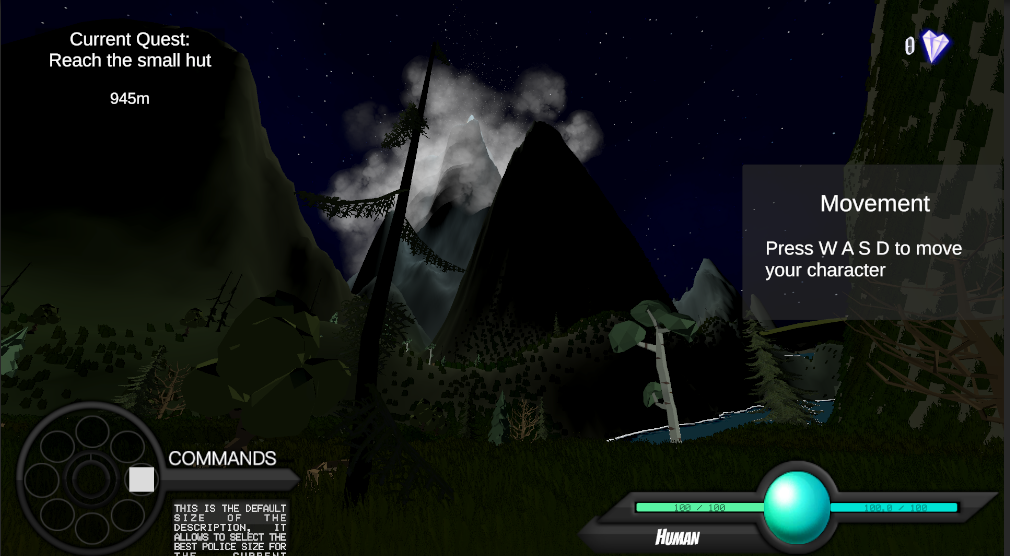 Current Quest:
Reach the small hut
945m
0
Movement
Press W A S D to move
your character
COMMANDS
THIS IS THE DEFAULT
SIZE OF THE
DESCRIPTION, IT
ALLOWS TO SELECT THE
BEST POLICE SIZE FOR
THE CURRENT
100 / 100
100.0 / 100
Human